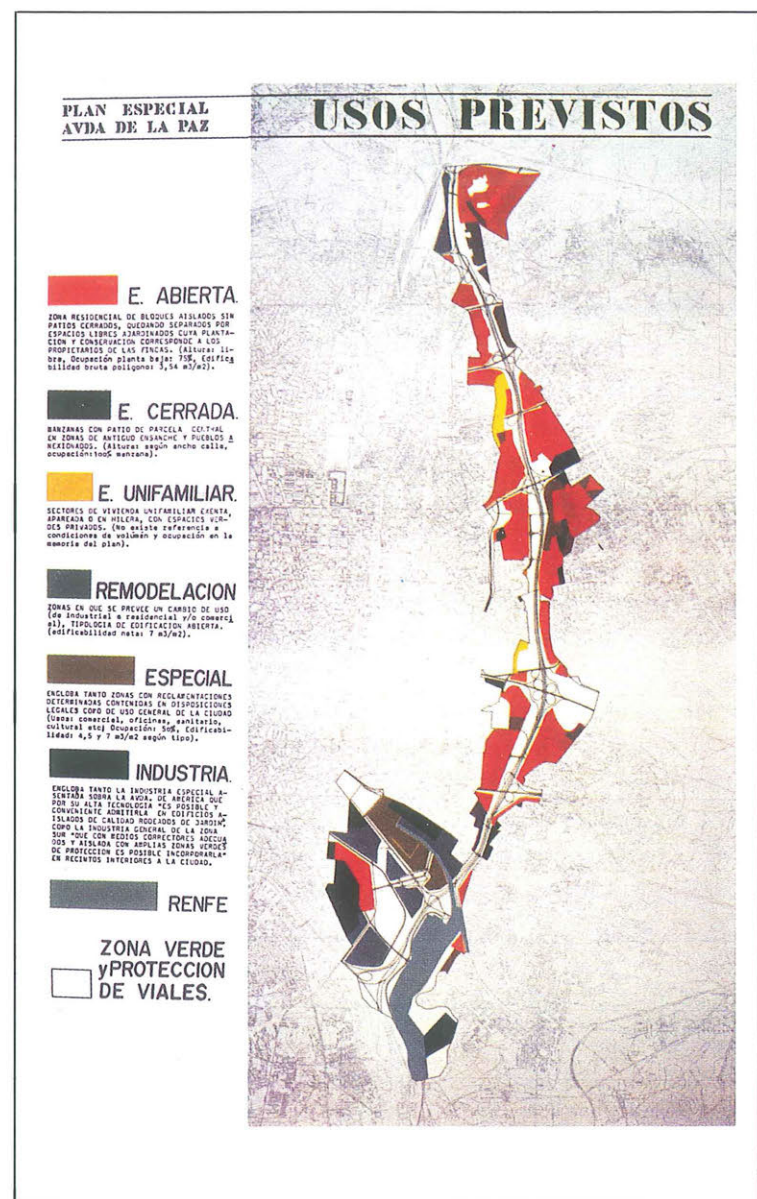 PLAN ESPECIAL
AVDA DE LA PAZ
USOS PREVISTOS
E. ABIERTA.
ZONA RESIDENCIAL DE BLOQUES AISLADOS SIN
PATIOS CERRADOS, QUEDANDO SEPARADOS POR
ESPACIOS LIBRES AJARDINADOS CUYA PLANTA-
CION Y CONSERVACION CORRESPONDE A LOS
PROPIETARIOS DE LAS FINCAS. (Altura: li-
bre, Ocupación planta baja: 75%, Edifica
bilidad bruta polígono: 3,54 m3/m2).
E. CERRADA.
MANZANAS CON PATIO DE PARCELA CENTRAL
EN ZONAS DE ANTIGUO ENSANCHE Y PUEBLOS A
NEXIONADOS. (Altura: según ancho calle,
ocupación:100% manzana).
E. UNIFAMILIAR.
SECTORES DE VIVIENDA UNIFAMILIAR EXENTA,
APAREADA O EN HILERA, CON ESPACIOS VER-
DES PRIVADOS. (No existe referencia a
condiciones de volúmen y ocupación en la
memoria del plan).
REMODELACION
ZONAS EN QUE SE PREVEE UN CAMBIO DE USO
(de industrial a residencial y/o comerci
al), TIPOLOGIA DE EDIFICACION ABIERTA.
(edificabilidad neta: 7 m3/m2).
ESPECIAL
ENGLOBA TANTO ZONAS CON REGLAMENTACIONES
DETERMINADAS CONTENIDAS EN DISPOSICIONES
LEGALES COMO DE USO GENERAL DE LA CIUDAD
(Usos: comercial, oficinas, sanitario,
cultural etc; Ocupación: 50%, Edificabi-
lidad: 4,5 y 7 m3/m2 según tipo).
INDUSTRIA.
ENGLOBA TANTO LA INDUSTRIA ESPECIAL A-
SENTADA SOBRA LA AVDA. DE AMERICA QUE
POR SU ALTA TECNOLOGIA "ES POSIBLE Y
CONVENIENTE ADMITIRLA EN EDIFICIOS A-
ISLADOS DE CALIDAD RODEADOS DE JARDIN",
COMO LA INDUSTRIA GENERAL DE LA ZONA
SUR "QUE CON MEDIOS CORRECTORES ADECUA
DOS Y AISLADA CON AMPLIAS ZONAS VERDES
DE PROTECCION ES POSIBLE INCORPORARLA"
EN RECINTOS INTERIORES A LA CIUDAD.
RENFE
ZONA VERDE
yPROTECCION
DE VIALES.